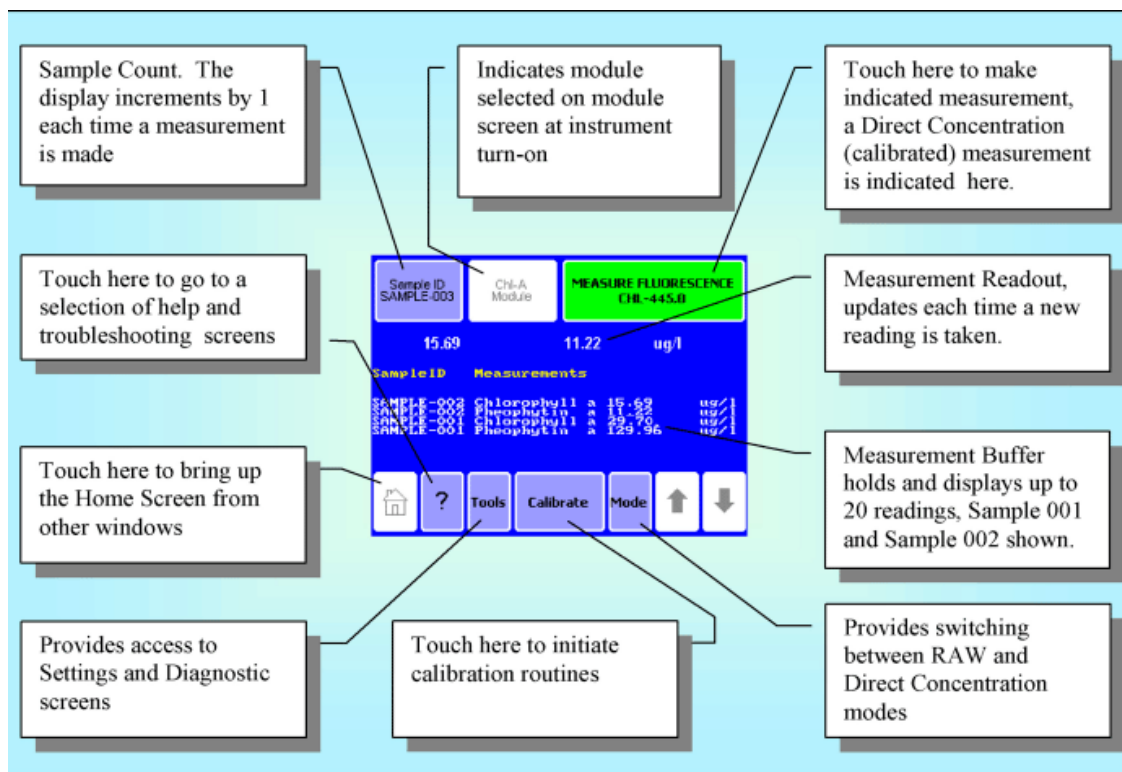 Sample Count. The
display increments by 1
each time a measurement
is made
Indicates module
selected on module
screen at instrument
turn-on
Touch here to make
indicated measurement,
a Direct Concentration
(calibrated) measurement
is indicated here.
Touch here to go to a
selection of help and
troubleshooting screens
Sample ID
SAMPLE-003
Chl-A
Module
MEASURE FLUORESCENCE
CHL-445.0
15.69 11.22 ug/l
SampleID Measurements
SAMPLE-002 Chlorophyll a 15.69 ug/l
SAMPLE-002 Pheophytin a 11.22 ug/l
SAMPLE-001 Chlorophyll a 29.70 ug/l
SAMPLE-001 Pheophytin a 129.96 ug/l
Measurement Readout,
updates each time a new
reading is taken.
Touch here to bring up
the Home Screen from
other windows
? Tools Calibrate Mode
Measurement Buffer
holds and displays up to
20 readings, Sample 001
and Sample 002 shown.
Provides access to
Settings and Diagnostic
screens
Touch here to initiate
calibration routines
Provides switching
between RAW and
Direct Concentration
modes